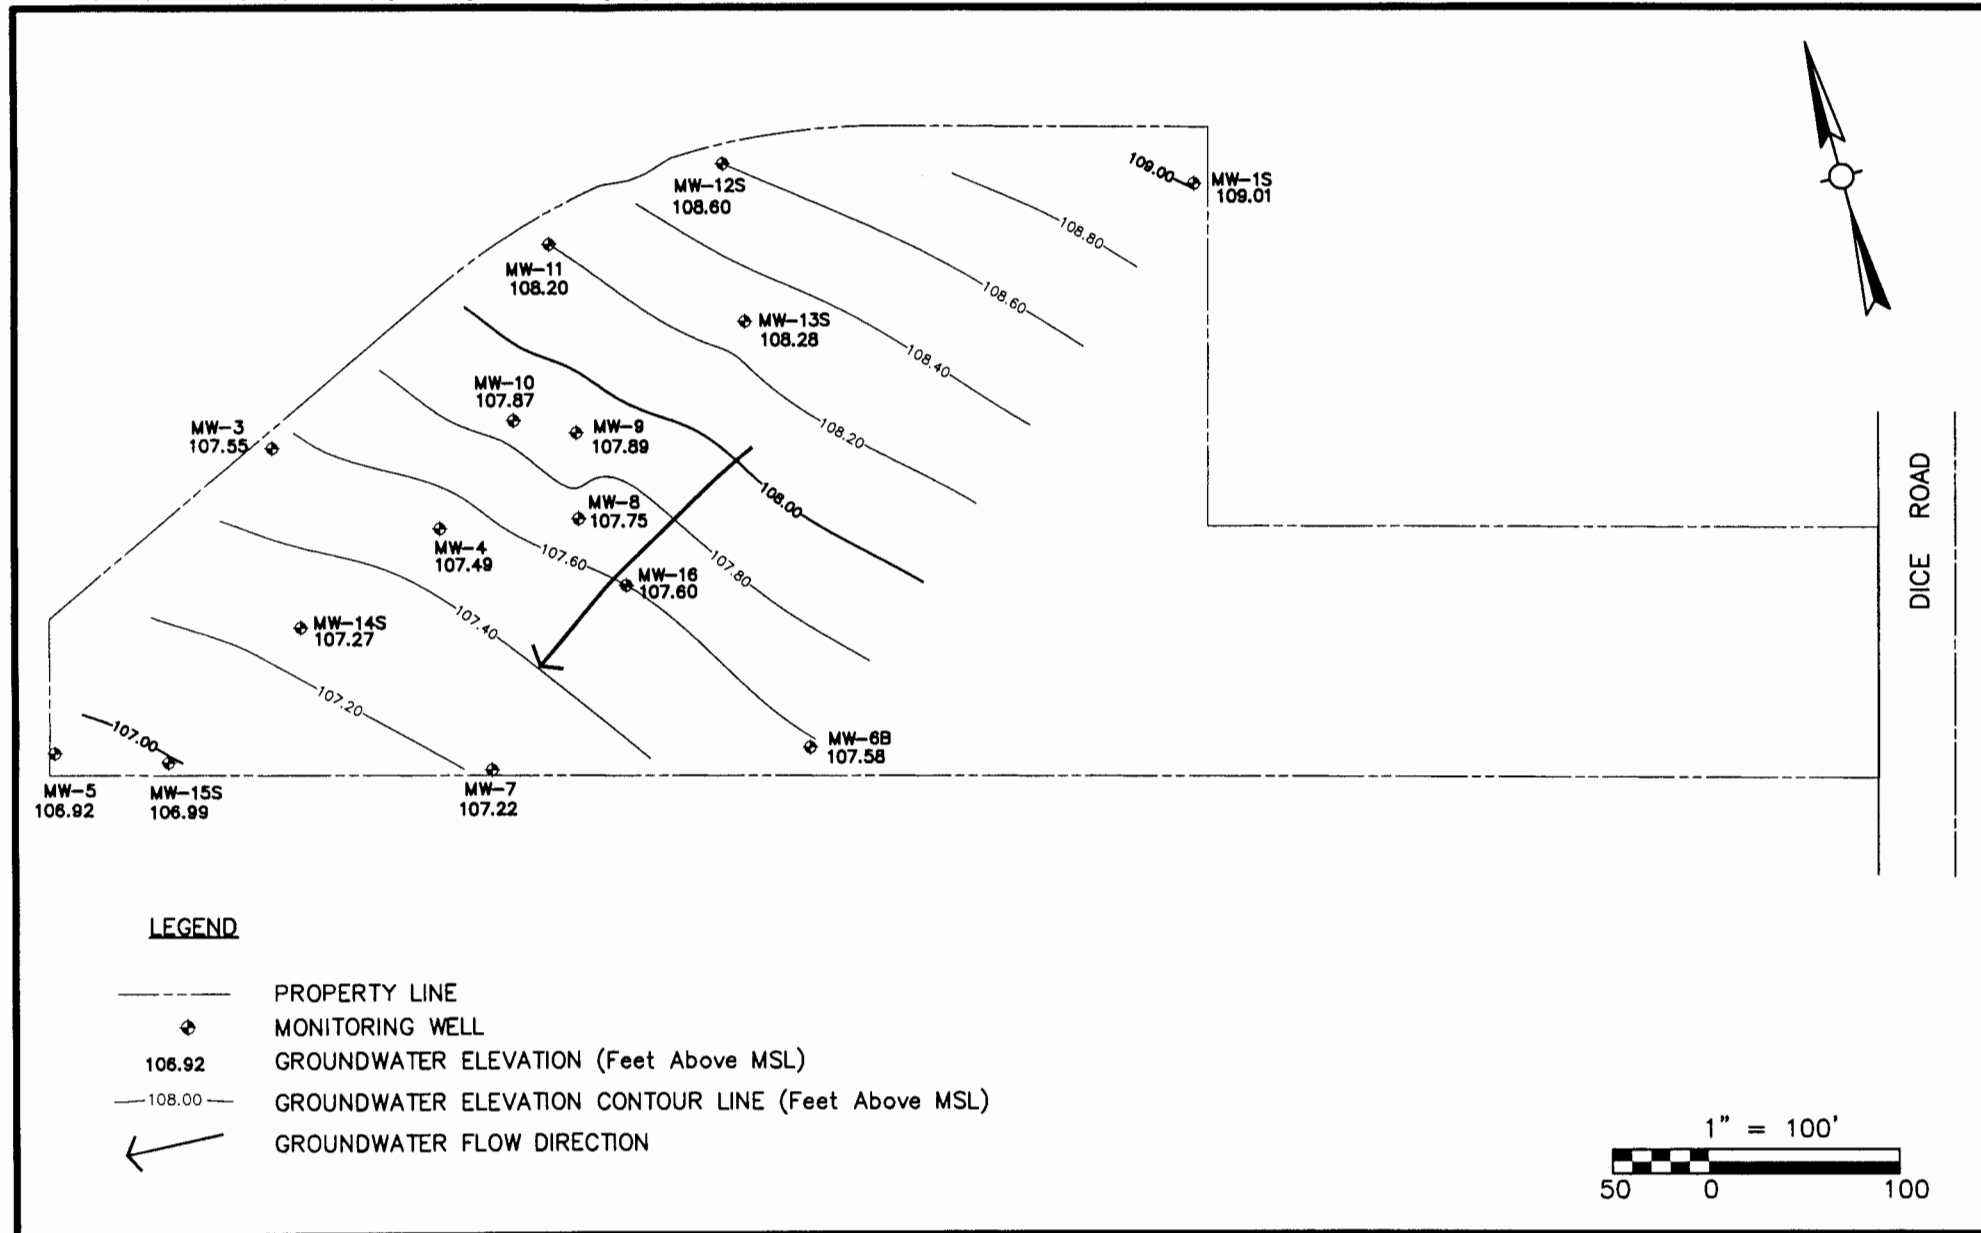 109.00
MW-1S
109.01
MW-12S
108.60
108.80
MW-11
108.20
108.60
MW-13S
108.28
108.40
MW-10
107.87
MW-3
107.55
MW-9
107.89
108.20
108.00
MW-8
107.75
MW-4
107.49
107.60
107.80
MW-16
107.60
MW-14S
107.27
107.40
107.20
107.00
MW-6B
107.58
MW-5
106.92
MW-15S
106.99
MW-7
107.22
DICE ROAD
LEGEND
PROPERTY LINE
MONITORING WELL
106.92 GROUNDWATER ELEVATION (Feet Above MSL)
108.00 GROUNDWATER ELEVATION CONTOUR LINE (Feet Above MSL)
GROUNDWATER FLOW DIRECTION
1" = 100'
50 0 100